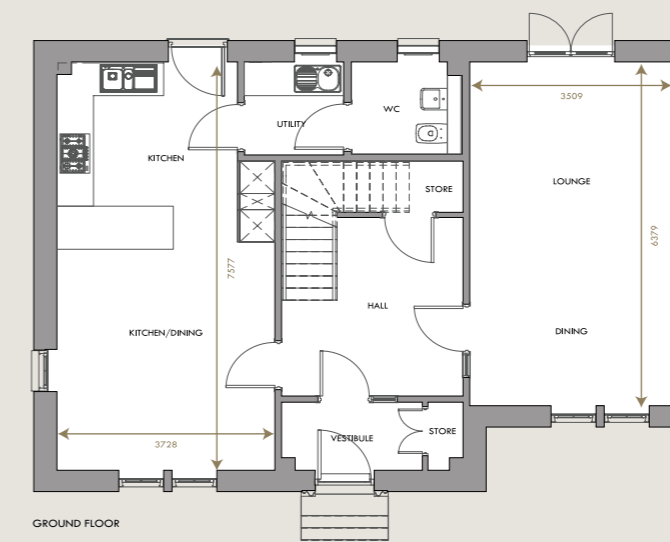 3509
WC
UTILITY
KITCHEN
LOUNGE
STORE
6379
7577
HALL
KITCHEN/DINING
DINING
3728
VESTIBULE
STORE
GROUND FLOOR